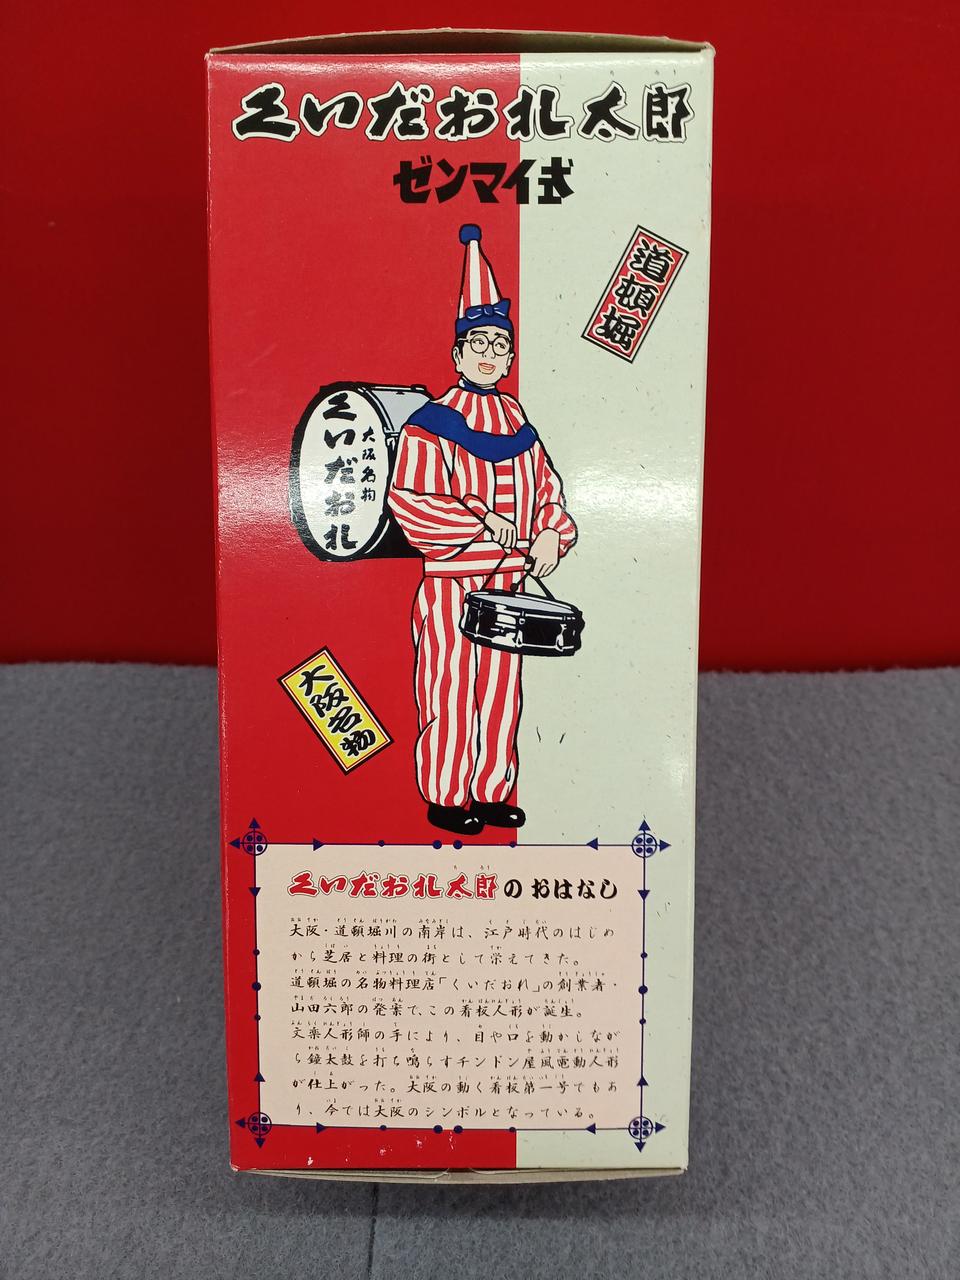 くいだおれ太郎
ゼンマイ式
道頓堀
くいだおれ
大阪名物
大阪名物
くいだおれ太郎のおはなし
大阪・道頓堀川の南岸は、江戸時代のはじめ
から芝居と料理の街として栄えてきた。
道頓堀の名物料理店「くいだおれ」の創業者・
山田六郎の発案で、この看板人形が誕生。
文楽人形師の手により、目や口を動かしなが
ら鐘太鼓を打ち鳴らすチンドン屋風電動人形
が仕上がった。大阪の動く看板第一号でもあ
り、今では大阪のシンボルとなっている。